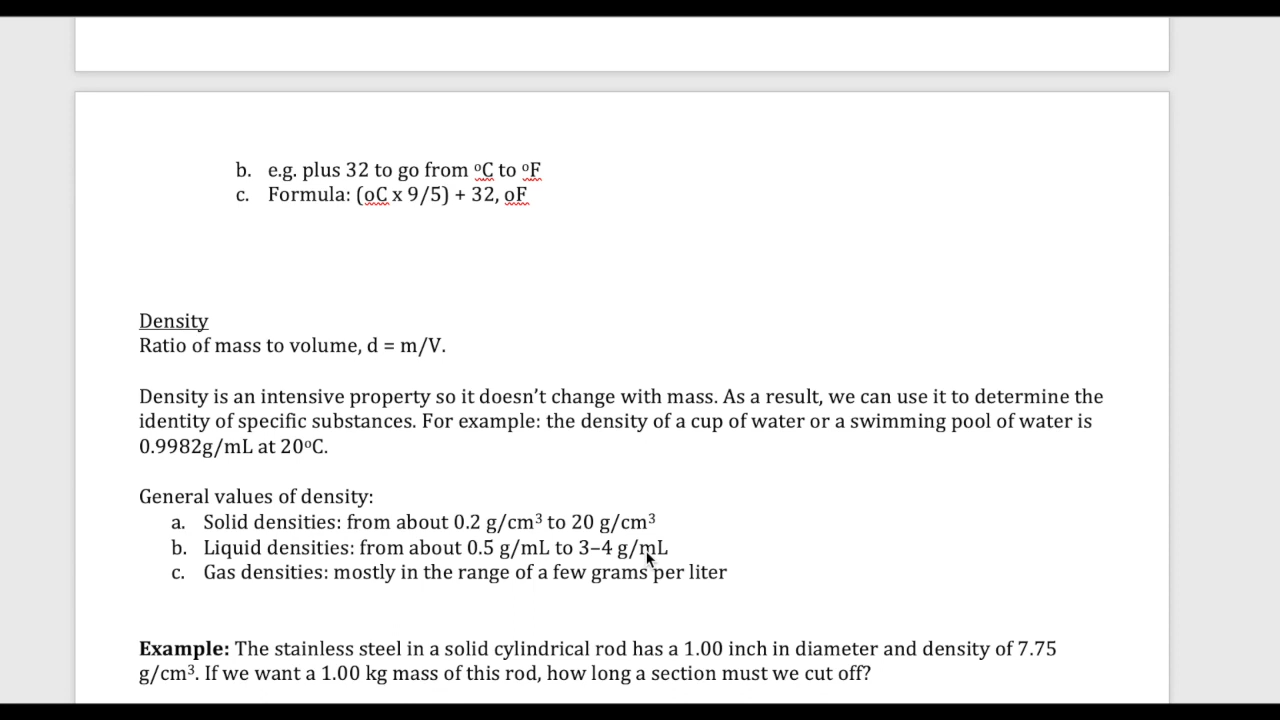 b. e.g. plus 32 to go from ºC to ºF
c. Formula: (oC x 9/5) + 32, oF
Density
Ratio of mass to volume, d = m/V.
Density is an intensive property so it doesn’t change with mass. As a result, we can use it to determine the
identity of specific substances. For example: the density of a cup of water or a swimming pool of water is
0.9982g/mL at 20ºC.
General values of density:
a. Solid densities: from about 0.2 g/cm³ to 20 g/cm³
b. Liquid densities: from about 0.5 g/mL to 3–4 g/mL
c. Gas densities: mostly in the range of a few grams per liter
Example: The stainless steel in a solid cylindrical rod has a 1.00 inch in diameter and density of 7.75
g/cm³. If we want a 1.00 kg mass of this rod, how long a section must we cut off?